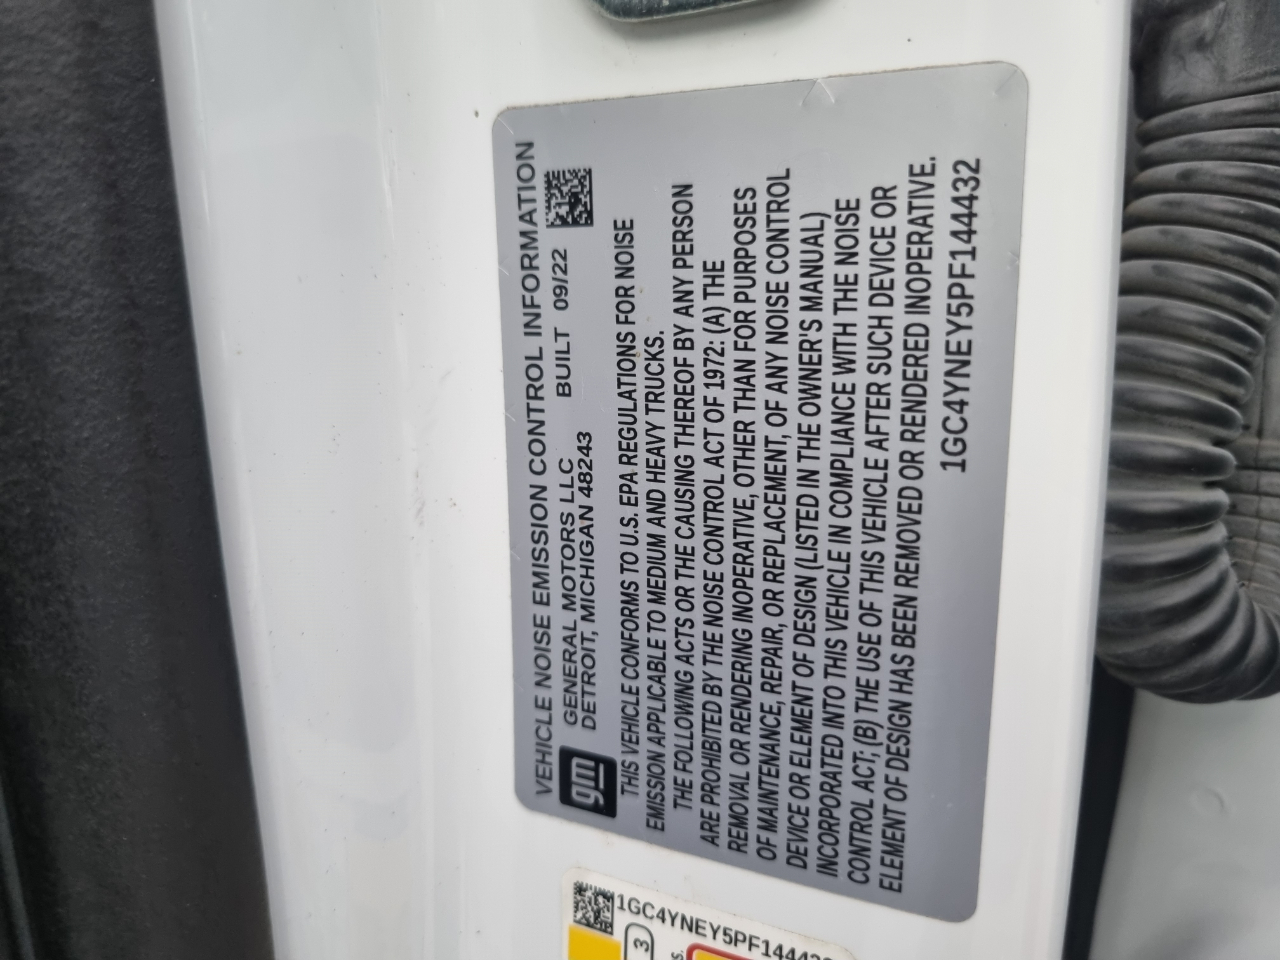 VEHICLE NOISE EMISSION CONTROL INFORMATION
gm
GENERAL MOTORS LLC BUILT 09/22
DETROIT, MICHIGAN 48243
THIS VEHICLE CONFORMS TO U.S. EPA REGULATIONS FOR NOISE
EMISSION APPLICABLE TO MEDIUM AND HEAVY TRUCKS.
THE FOLLOWING ACTS OR THE CAUSING THEREOF BY ANY PERSON
ARE PROHIBITED BY THE NOISE CONTROL ACT OF 1972: (A) THE
REMOVAL OR RENDERING INOPERATIVE, OTHER THAN FOR PURPOSES
OF MAINTENANCE, REPAIR, OR REPLACEMENT, OF ANY NOISE CONTROL
DEVICE OR ELEMENT OF DESIGN (LISTED IN THE OWNER'S MANUAL)
INCORPORATED INTO THIS VEHICLE IN COMPLIANCE WITH THE NOISE
CONTROL ACT; (B) THE USE OF THIS VEHICLE AFTER SUCH DEVICE OR
ELEMENT OF DESIGN HAS BEEN REMOVED OR RENDERED INOPERATIVE.
1GC4YNEY5PF144432
1GC4YNEY5PF144432
3